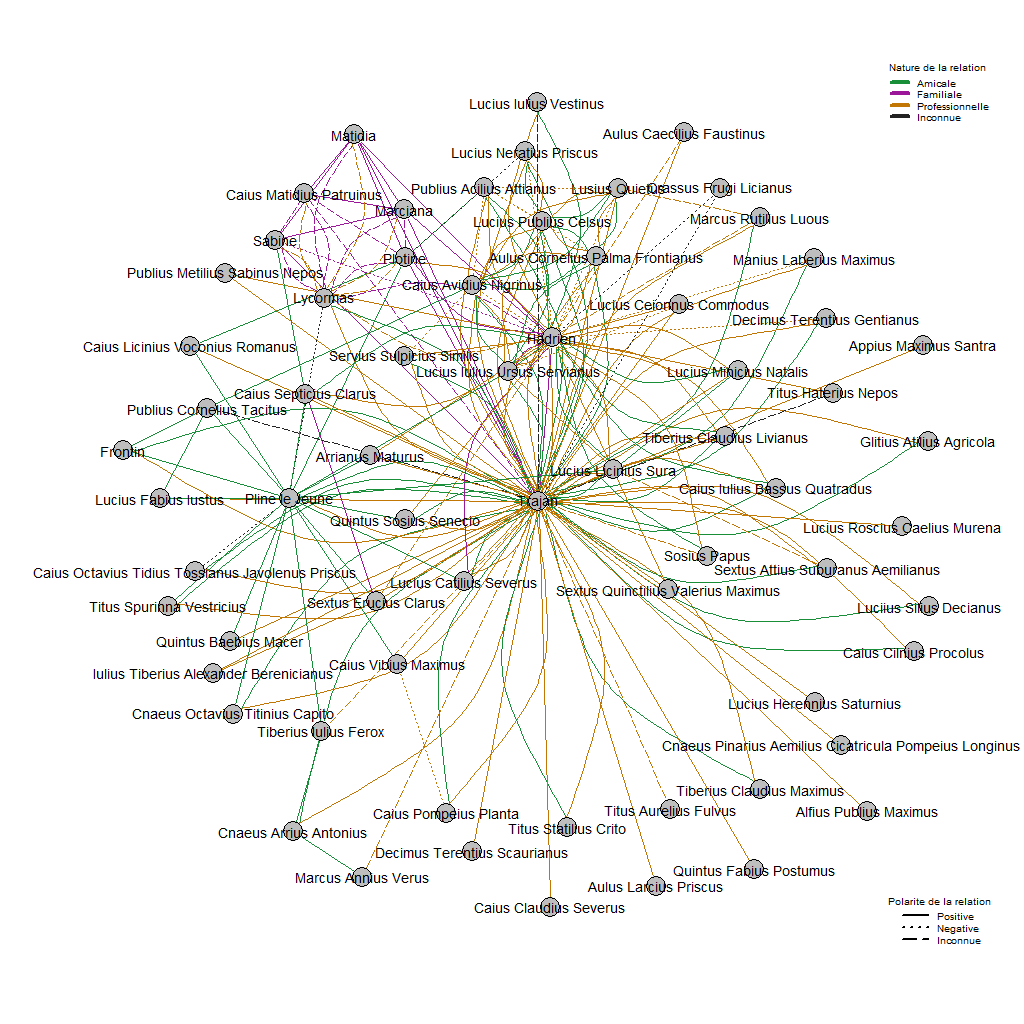 Nature de la relation
Amicale
Familiale
Professionnelle
Inconnue
Lucius Iulius Vestinus
Matidia
Aulus Caecilius Faustinus
Lucius Neratius Priscus
Caius Matidius Patruinus
Publius Acilius Attianus
Lusius Quietus
Crassus Frugi Licianus
Marciana
Lucius Publius Celsus
Marcus Rutilus Luous
Sabine
Plotine
Aulus Cornelius Palma Frontianus
Manius Laberius Maximus
Publius Metilius Sabinus Nepos
Caius Avidius Nigrinus
Lycormas
Lucius Ceionnus Commodus
Decimus Terentius Gentianus
Hadrien
Caius Licinius Voconius Romanus
Servius Sulpicius Similis
Appius Maximus Santra
Lucius Iulius Ursus Servianus
Lucius Minicius Natalis
Caius Septicius Clarus
Titus Haterius Nepos
Publius Cornelius Tacitus
Tiberius Claudius Livianus
Glitius Atilius Agricola
Frontin
Arrianus Maturus
Lucius Licinius Sura
Caius Iulius Bassus Quatradus
Lucius Fabius Iustus
Pline le Jeune
Trajan
Quintus Sosius Senecio
Lucius Roscius Oaelius Murena
Sosius Papus
Caius Octavius Tidius Tossianus Javolenus Priscus
Sextus Attius Suburanus Aemilianus
Lucius Catilius Severus
Sextus Quinctilius Valerius Maximus
Titus Spurinna Vestricius
Sextus Erucius Clarus
Luciius Silius Decianus
Quintus Baebius Macer
Caius Clinius Procolus
Caius Vibius Maximus
Iulius Tiberius Alexander Berenicianus
Lucius Herennius Saturnius
Cnaeus Octavius Titinius Capito
Tiberius Iulius Ferox
Cnaeus Pinarius Aemilius Cicatricula Pompeius Longinus
Tiberius Claudius Maximus
Caius Pompeius Planta
Titus Aurelius Fulvus
Alfius Publius Maximus
Cnaeus Arrius Antonius
Titus Statilius Crito
Decimus Terentius Scaurianus
Quintus Fabius Postumus
Marcus Annius Verus
Aulus Larcius Priscus
Caius Claudius Severus
Polarite de la relation
Positive
Negative
Inconnue